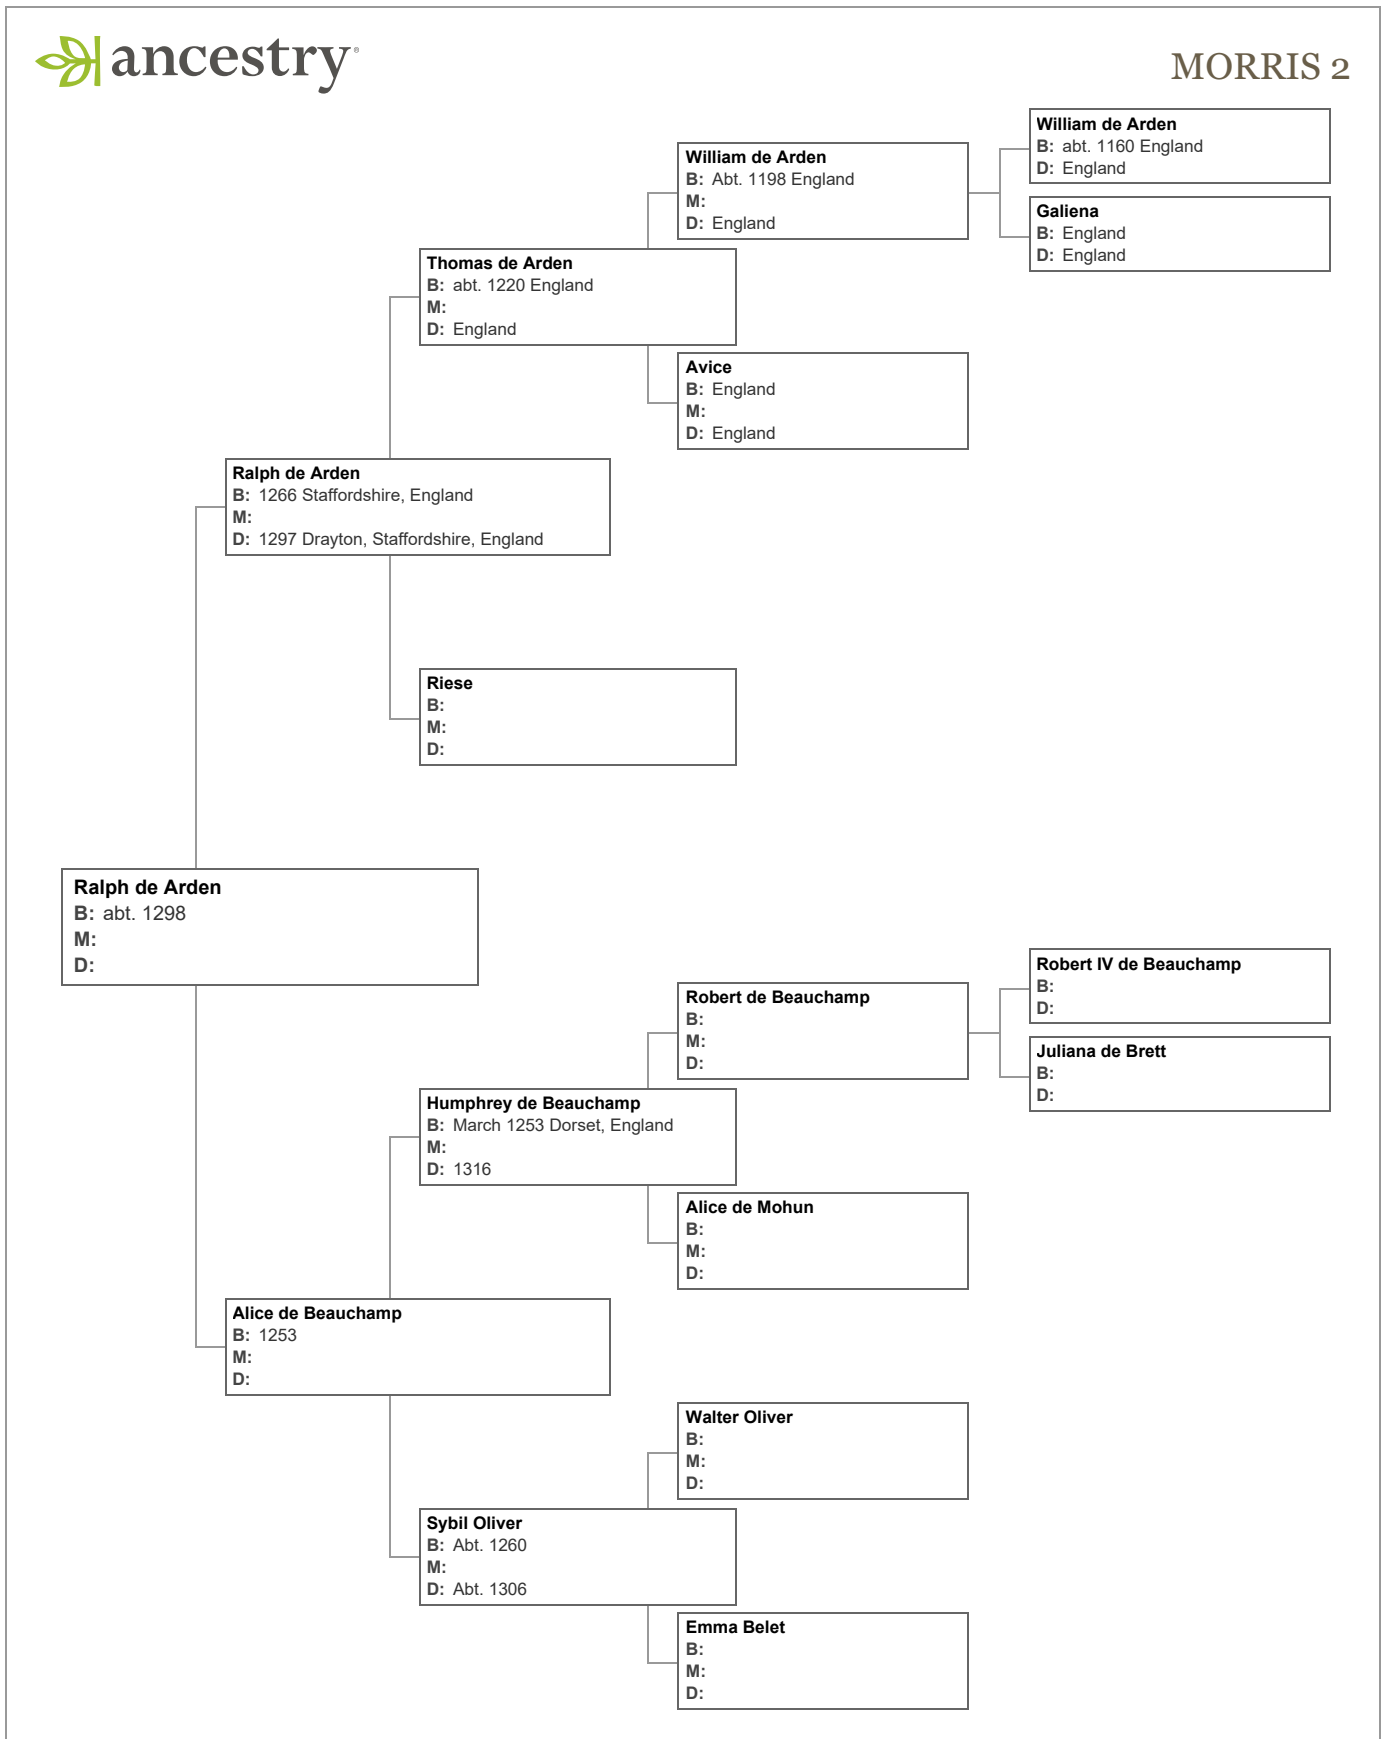 ancestry®
MORRIS 2
William de Arden
B: abt. 1160 England
D: England
William de Arden
B: Abt. 1198 England
M:
D: England
Galiena
B: England
D: England
Thomas de Arden
B: abt. 1220 England
M:
D: England
Avice
B: England
M:
D: England
Ralph de Arden
B: 1266 Staffordshire, England
M:
D: 1297 Drayton, Staffordshire, England
Riese
B:
M:
D:
Ralph de Arden
B: abt. 1298
M:
D:
Robert IV de Beauchamp
B:
D:
Robert de Beauchamp
B:
M:
D:
Juliana de Brett
B:
D:
Humphrey de Beauchamp
B: March 1253 Dorset, England
M:
D: 1316
Alice de Mohun
B:
M:
D:
Alice de Beauchamp
B: 1253
M:
D:
Walter Oliver
B:
M:
D:
Sybil Oliver
B: Abt. 1260
M:
D: Abt. 1306
Emma Belet
B:
M:
D: